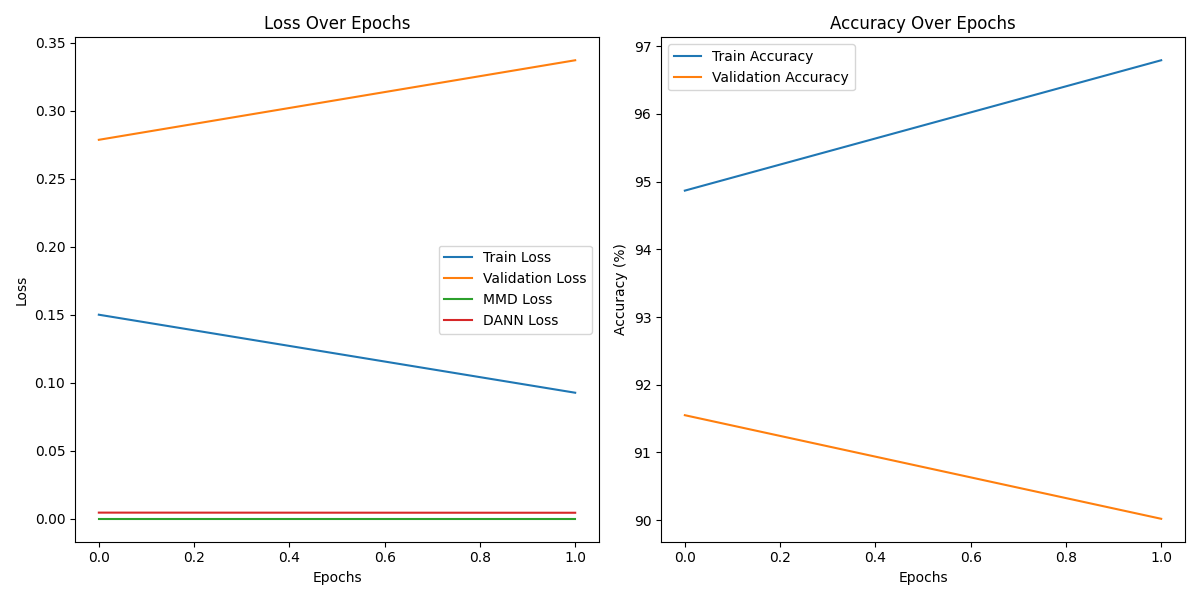 Loss Over Epochs
0.35
0.30
0.25
0.20
0.15
0.10
0.05
0.00
Loss
Train Loss
Validation Loss
MMD Loss
DANN Loss
0.0 0.2 0.4 0.6 0.8 1.0
Epochs
Accuracy Over Epochs
97
96
95
94
93
92
91
90
Accuracy (%)
Train Accuracy
Validation Accuracy
0.0 0.2 0.4 0.6 0.8 1.0
Epochs